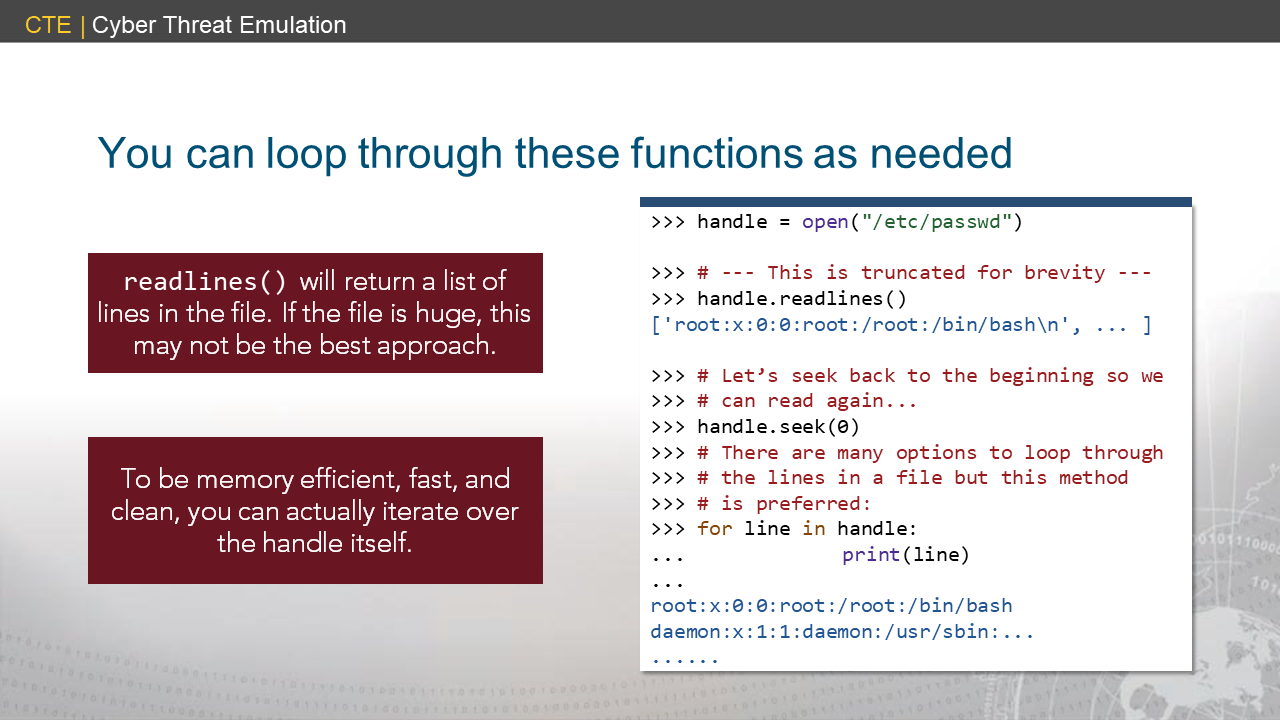 CTE | Cyber Threat Emulation
You can loop through these functions as needed
readlines() will return a list of
lines in the file. If the file is huge, this
may not be the best approach.
To be memory efficient, fast, and
clean, you can actually iterate over
the handle itself.
>>> handle = open("/etc/passwd")
>>> # --- This is truncated for brevity ---
>>> handle.readlines()
['root:x:0:0:root:/root:/bin/bash\n', ... ]
>>> # Let’s seek back to the beginning so we
>>> # can read again...
>>> handle.seek(0)
>>> # There are many options to loop through
>>> # the lines in a file but this method
>>> # is preferred:
>>> for line in handle:
...             print(line)
...
root:x:0:0:root:/root:/bin/bash
daemon:x:1:1:daemon:/usr/sbin:...
......